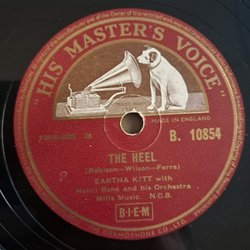 "HIS MASTER'S VOICE"
MADE IN ENGLAND
B. 10854
THE HEEL
(Babison-Wilson-Ferre)
EARTHA KITT with
Henri René and his Orchestra
Mills Music. N.C.B.
B·I·E·M